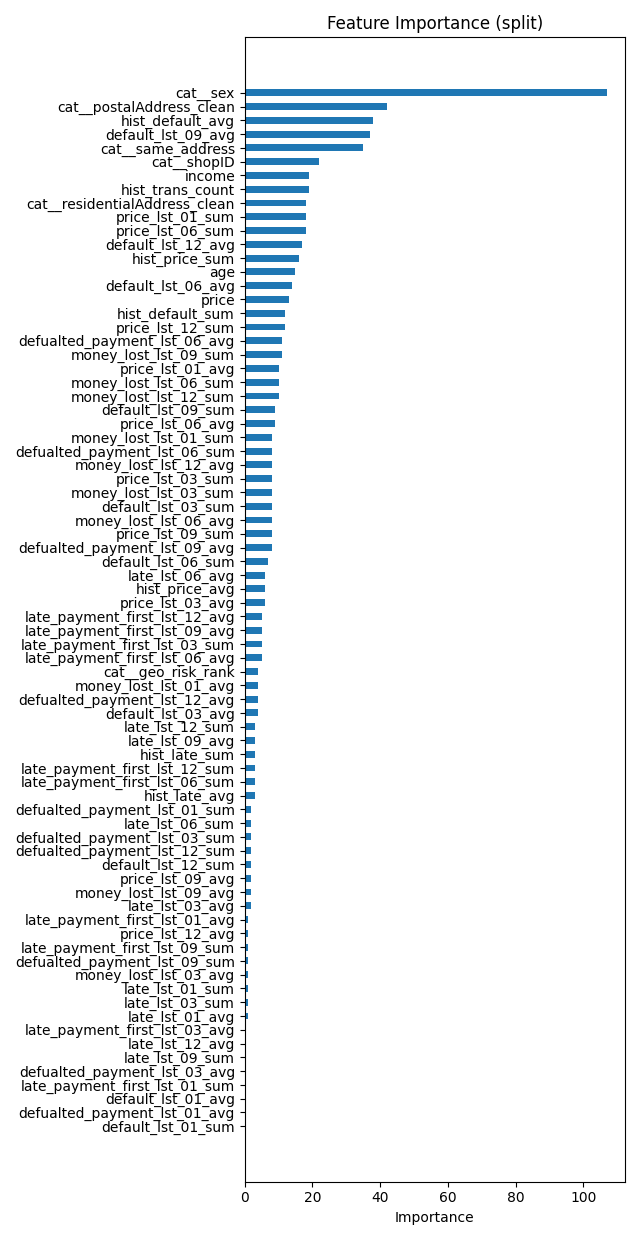 Feature Importance (split)
cat__sex
cat__postalAddress_clean
hist_default_avg
default_lst_09_avg
cat__same_address
cat__shopID
income
hist_trans_count
cat__residentialAddress_clean
price_lst_01_sum
price_lst_06_sum
default_lst_12_avg
hist_price_sum
age
default_lst_06_avg
price
hist_default_sum
price_lst_12_sum
defualted_payment_lst_06_avg
money_lost_lst_09_sum
price_lst_01_avg
money_lost_lst_06_sum
money_lost_lst_12_sum
default_lst_09_sum
price_lst_06_avg
money_lost_lst_01_sum
defualted_payment_lst_06_sum
money_lost_lst_12_avg
price_lst_03_sum
money_lost_lst_03_sum
default_lst_03_sum
money_lost_lst_06_avg
price_lst_09_sum
defualted_payment_lst_09_avg
default_lst_06_sum
late_lst_06_avg
hist_price_avg
price_lst_03_avg
late_payment_first_lst_12_avg
late_payment_first_lst_09_avg
late_payment_first_lst_03_sum
late_payment_first_lst_06_avg
cat__geo_risk_rank
money_lost_lst_01_avg
defualted_payment_lst_12_avg
default_lst_03_avg
late_lst_12_sum
late_lst_09_avg
hist_late_sum
late_payment_first_lst_12_sum
late_payment_first_lst_06_sum
hist_late_avg
defualted_payment_lst_01_sum
late_lst_06_sum
defualted_payment_lst_03_sum
defualted_payment_lst_12_sum
default_lst_12_sum
price_lst_09_avg
money_lost_lst_09_avg
late_lst_03_avg
late_payment_first_lst_01_avg
price_lst_12_avg
late_payment_first_lst_09_sum
defualted_payment_lst_09_sum
money_lost_lst_03_avg
late_lst_01_sum
late_lst_03_sum
late_lst_01_avg
late_payment_first_lst_03_avg
late_lst_12_avg
late_lst_09_sum
defualted_payment_lst_03_avg
late_payment_first_lst_01_sum
default_lst_01_avg
defualted_payment_lst_01_avg
default_lst_01_sum
0 20 40 60 80 100
Importance